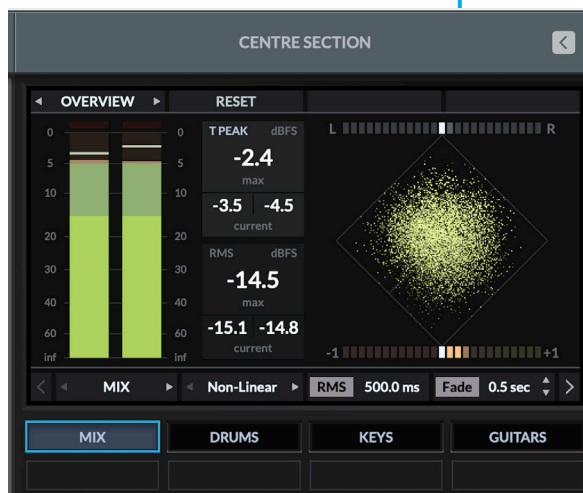 CENTRE SECTION
OVERVIEW RESET
0 0 T PEAK dBFS L R
-2.4
5 5
max
10 10 -3.5 -4.5
current
20 20
RMS dBFS
30 30 -14.5
40 40 max
60 60 -15.1 -14.8
inf inf current -1 +1
MIX Non-Linear RMS 500.0 ms Fade 0.5 sec
MIX DRUMS KEYS GUITARS